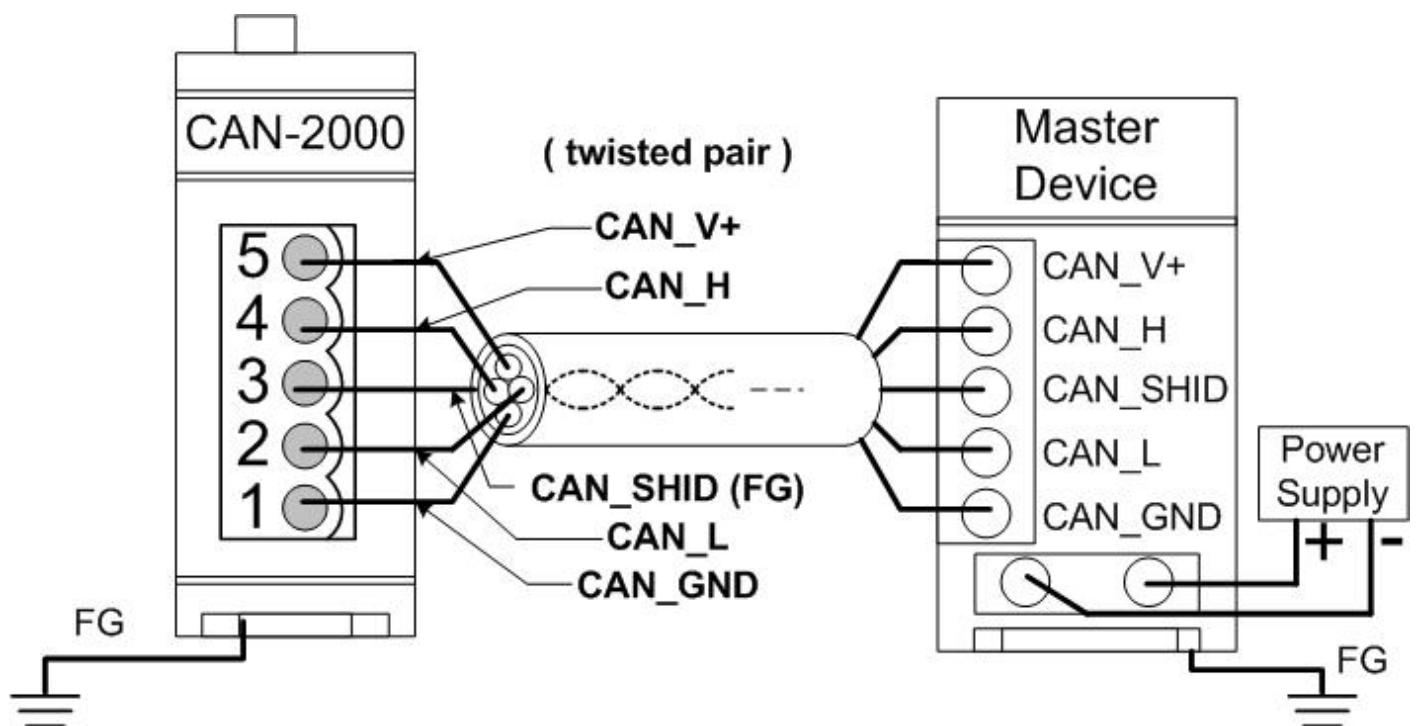 CAN-2000
5
4
3
2
1
FG
( twisted pair )
CAN_V+
CAN_H
CAN_SHID (FG)
CAN_L
CAN_GND
Master
Device
CAN_V+
CAN_H
CAN_SHID
CAN_L
CAN_GND
Power
Supply
+ -
FG